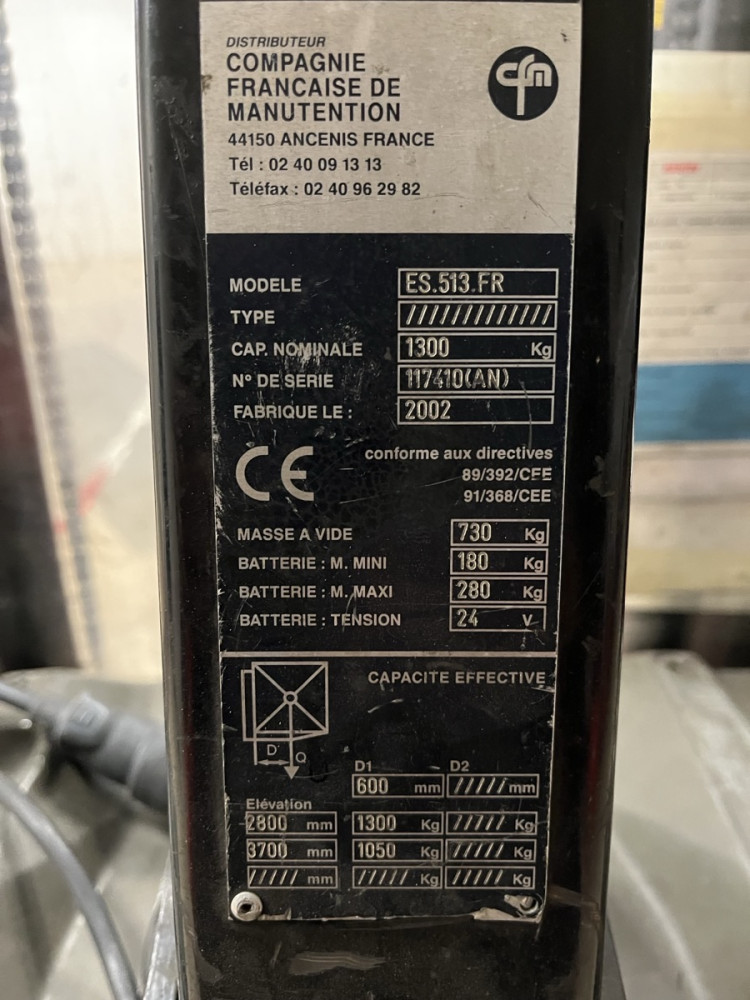 DISTRIBUTEUR
COMPAGNIE
FRANCAISE DE
MANUTENTION
cfm
44150 ANCENIS FRANCE
Tél : 02 40 09 13 13
Téléfax : 02 40 96 29 82
MODELE ES.513.FR
TYPE /////////////
CAP. NOMINALE 1300 Kg
N° DE SERIE 117410(AN)
FABRIQUE LE : 2002
CE conforme aux directives
89/392/CEE
91/368/CEE
MASSE A VIDE 730 Kg
BATTERIE : M. MINI 180 Kg
BATTERIE : M. MAXI 280 Kg
BATTERIE : TENSION 24 V
CAPACITE EFFECTIVE
D Q
D1 D2
600 mm ///// mm
Elévation
2800 mm 1300 Kg ///// Kg
3700 mm 1050 Kg ///// Kg
///// mm ///// Kg ///// Kg